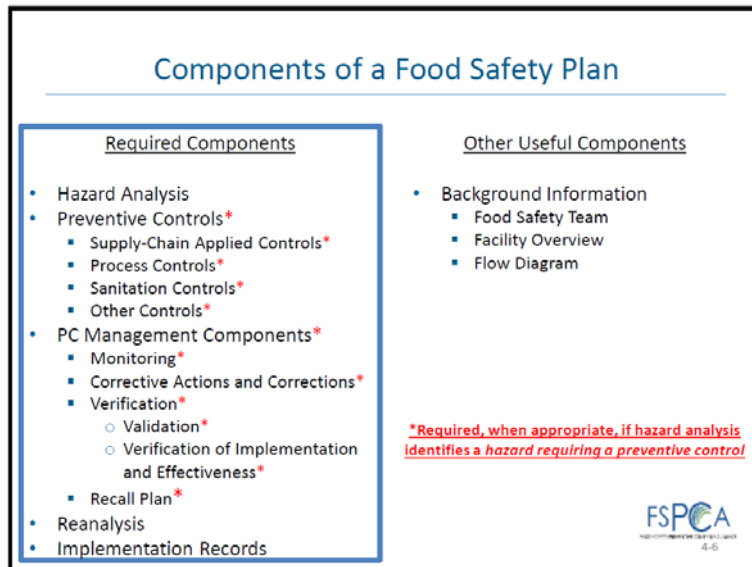 Components of a Food Safety Plan
Required Components
• Hazard Analysis
• Preventive Controls*
▪ Supply-Chain Applied Controls*
▪ Process Controls*
▪ Sanitation Controls*
▪ Other Controls*
• PC Management Components*
▪ Monitoring*
▪ Corrective Actions and Corrections*
▪ Verification*
○ Validation*
○ Verification of Implementation
and Effectiveness*
▪ Recall Plan*
• Reanalysis
• Implementation Records
Other Useful Components
• Background Information
▪ Food Safety Team
▪ Facility Overview
▪ Flow Diagram
*Required, when appropriate, if hazard analysis
identifies a hazard requiring a preventive control
FSPCA
4-6